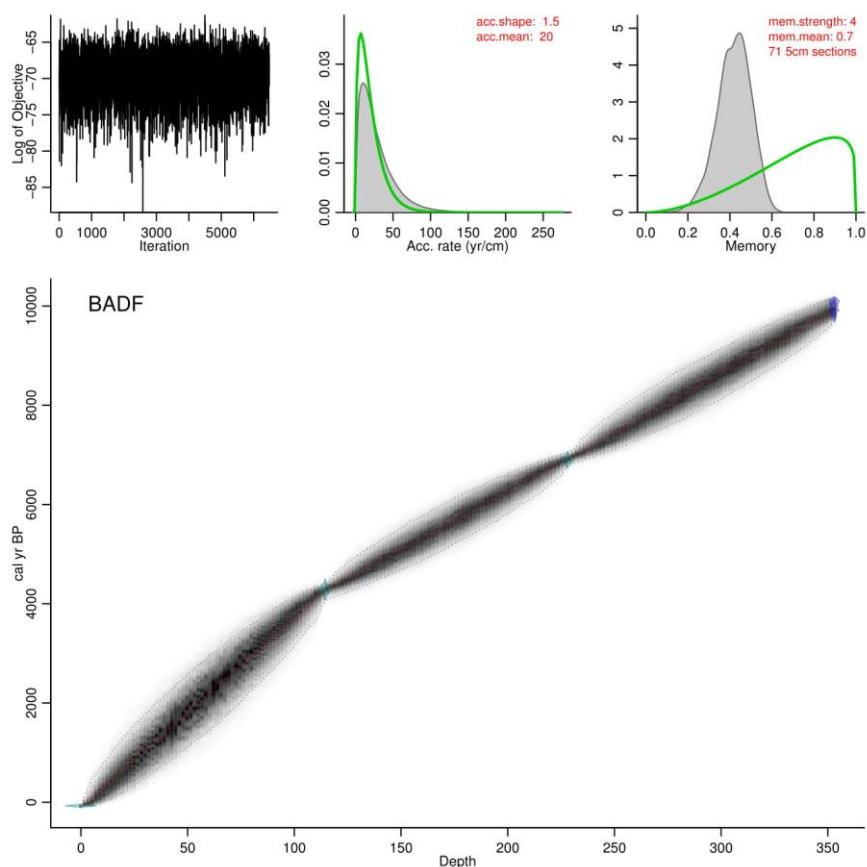 −65
−70
−75
−80
−85
Log of Objective
0 1000 3000 5000
Iteration
acc.shape: 1.5
acc.mean: 20
0.00 0.01 0.02 0.03
0 50 100 150 200 250
Acc. rate (yr/cm)
mem.strength: 4
mem.mean: 0.7
71 5cm sections
5
4
3
2
1
0
0.0 0.2 0.4 0.6 0.8 1.0
Memory
BADF
10000
8000
6000
4000
2000
0
cal yr BP
0 50 100 150 200 250 300 350
Depth